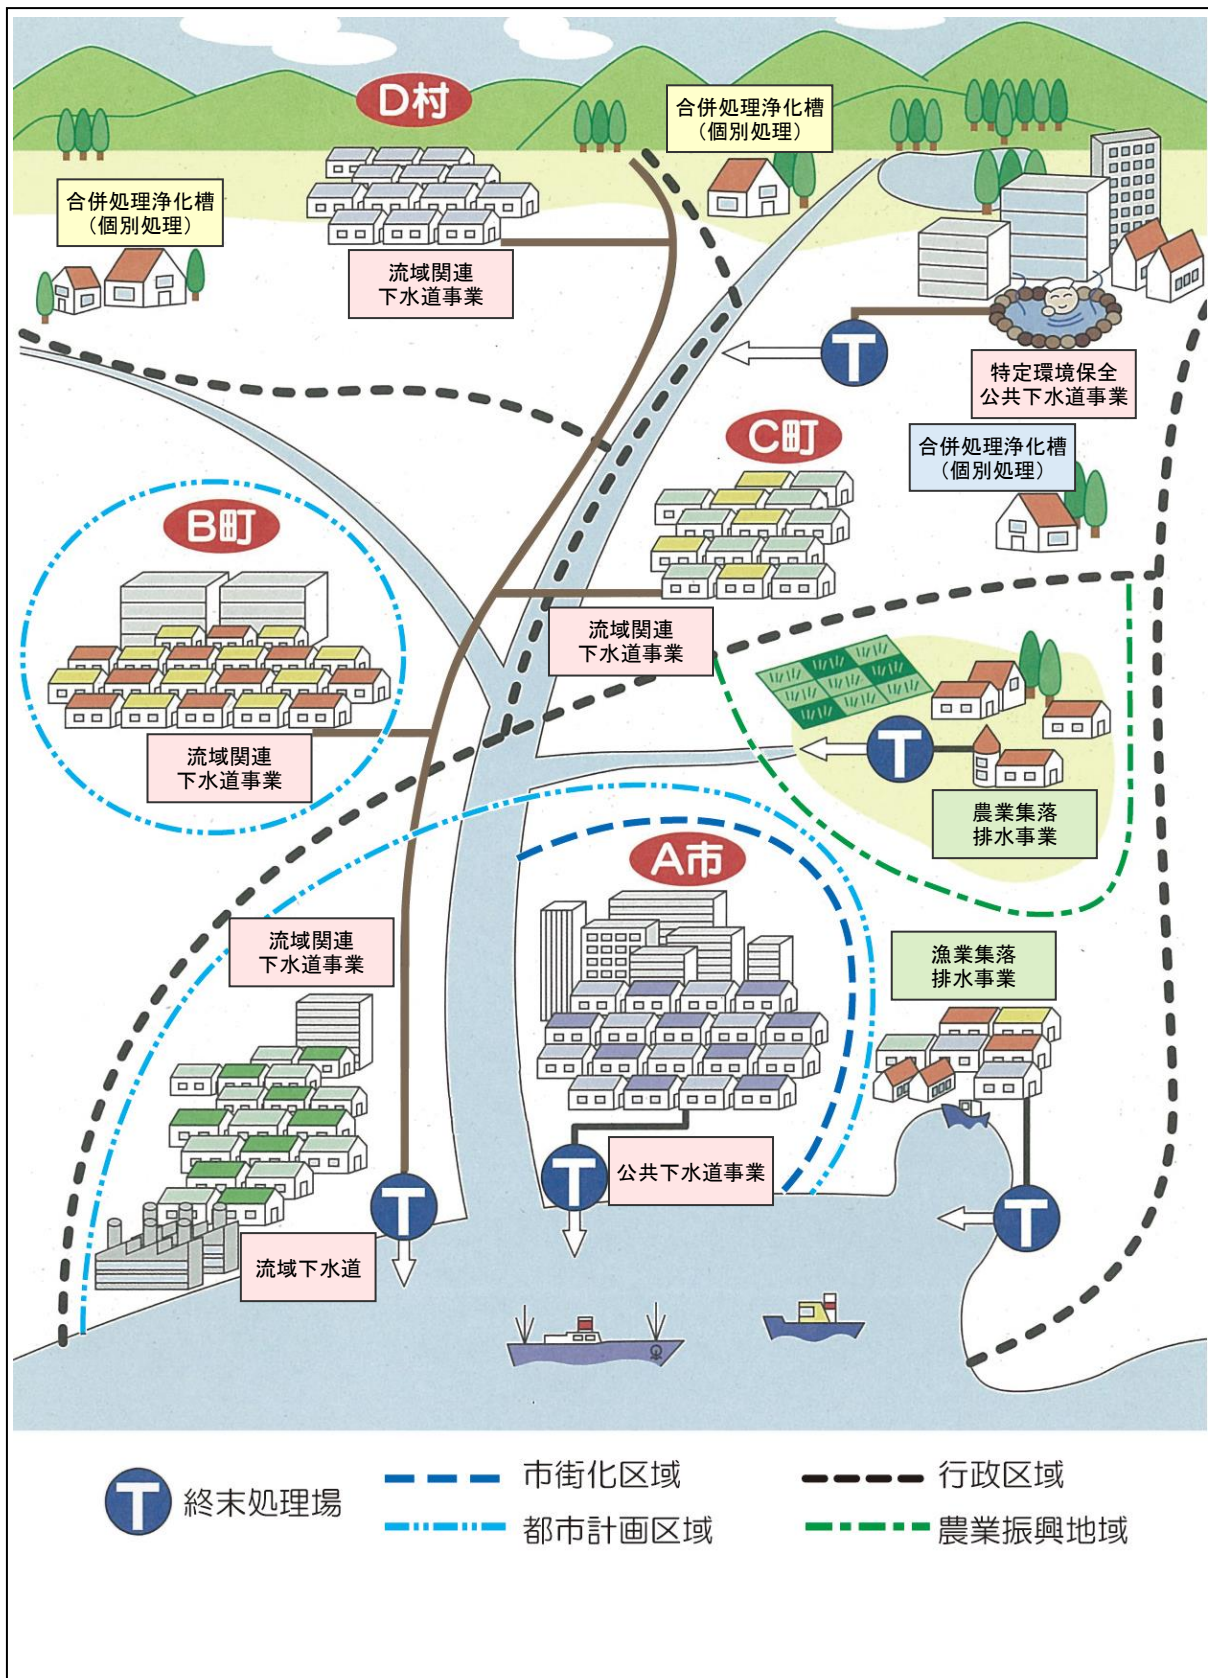 D村
合併処理浄化槽
(個別処理)
合併処理浄化槽
(個別処理)
流域関連
下水道事業
T
特定環境保全
公共下水道事業
C町
合併処理浄化槽
(個別処理)
B町
流域関連
下水道事業
流域関連
下水道事業
T
農業集落
排水事業
A市
流域関連
下水道事業
漁業集落
排水事業
T
公共下水道事業
T
T
流域下水道
T 終末処理場
市街化区域
行政区域
都市計画区域
農業振興地域